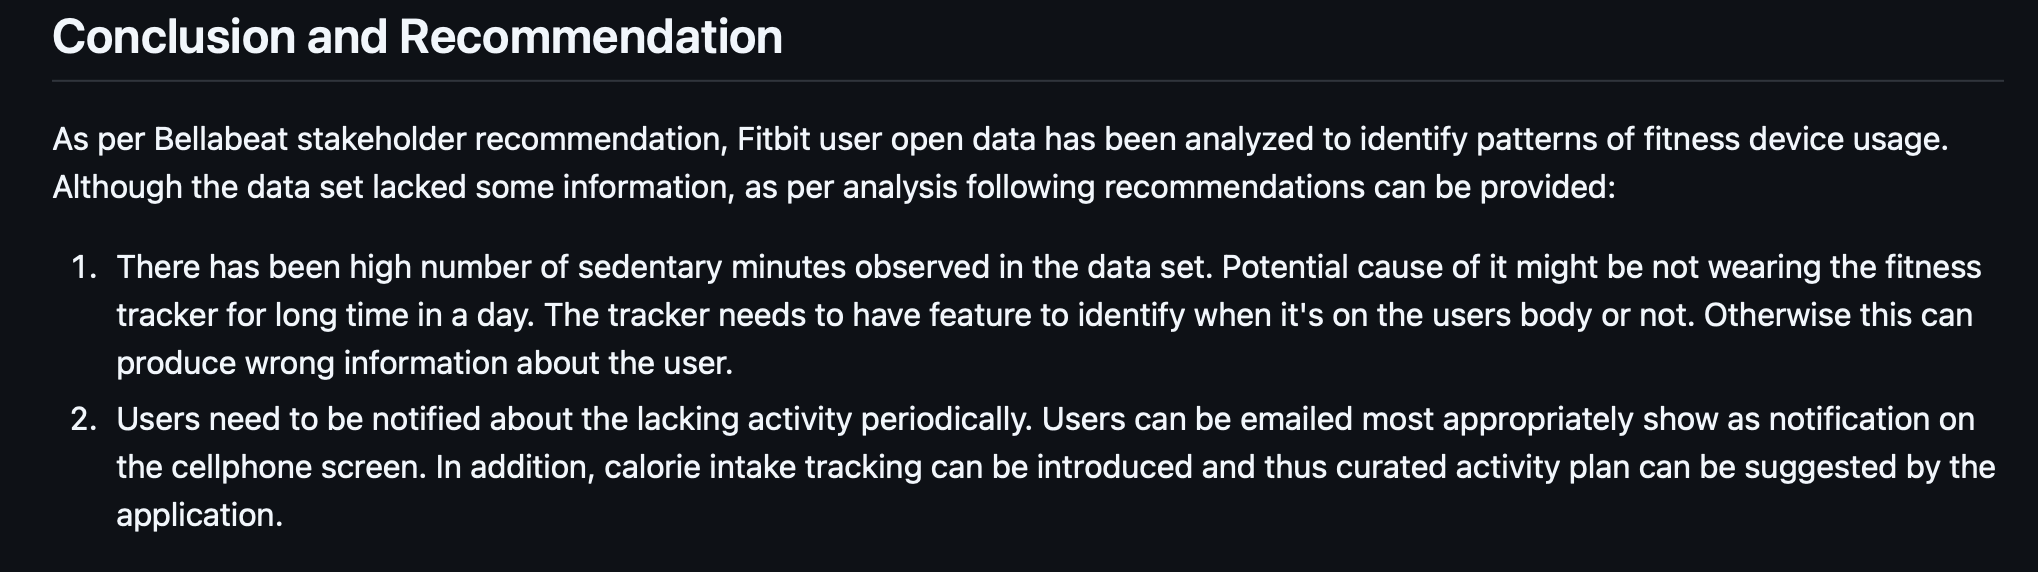 Conclusion and Recommendation
As per Bellabeat stakeholder recommendation, Fitbit user open data has been analyzed to identify patterns of fitness device usage.
Although the data set lacked some information, as per analysis following recommendations can be provided:
1. There has been high number of sedentary minutes observed in the data set. Potential cause of it might be not wearing the fitness
tracker for long time in a day. The tracker needs to have feature to identify when it's on the users body or not. Otherwise this can
produce wrong information about the user.
2. Users need to be notified about the lacking activity periodically. Users can be emailed most appropriately show as notification on
the cellphone screen. In addition, calorie intake tracking can be introduced and thus curated activity plan can be suggested by the
application.